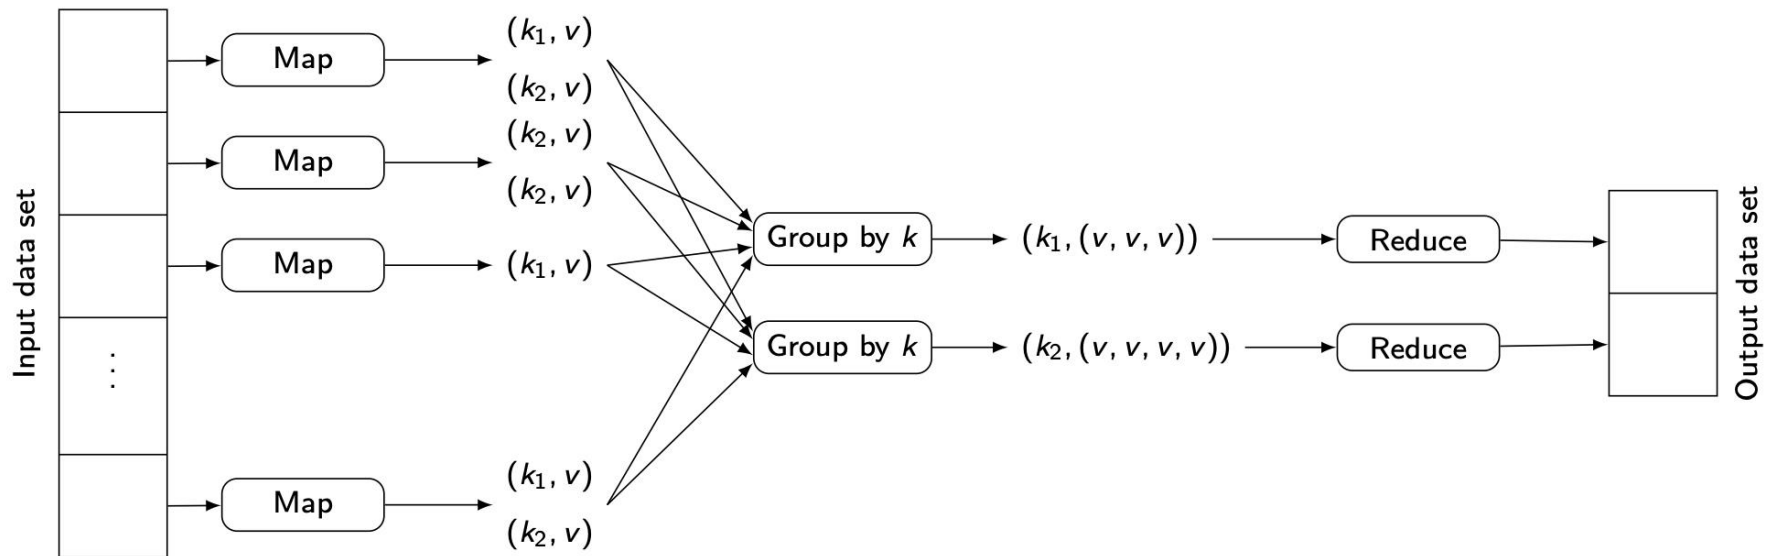 Input data set
⋮
Map
(k₁, v)
(k₂, v)
Map
(k₂, v)
(k₂, v)
Map
(k₁, v)
Map
(k₁, v)
(k₂, v)
Group by k
(k₁, (v, v, v))
Reduce
Group by k
(k₂, (v, v, v, v))
Reduce
Output data set